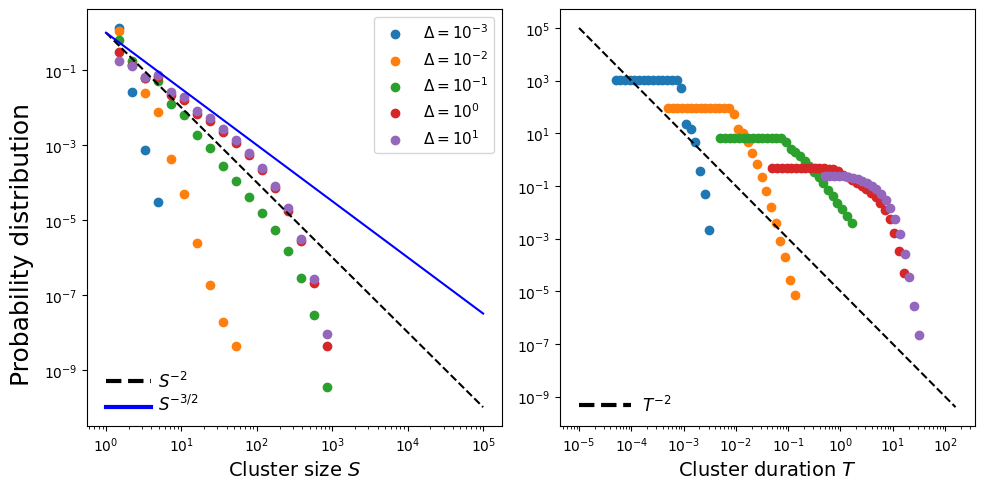 Probability distribution
10^{-1}
10^{-3}
10^{-5}
10^{-7}
10^{-9}
Δ = 10^{-3}
Δ = 10^{-2}
Δ = 10^{-1}
Δ = 10^{0}
Δ = 10^{1}
S^{-2}
S^{-3/2}
10^{0} 10^{1} 10^{2} 10^{3} 10^{4} 10^{5}
Cluster size S
10^{5}
10^{3}
10^{1}
10^{-1}
10^{-3}
10^{-5}
10^{-7}
10^{-9}
T^{-2}
10^{-5} 10^{-4} 10^{-3} 10^{-2} 10^{-1} 10^{0} 10^{1} 10^{2}
Cluster duration T